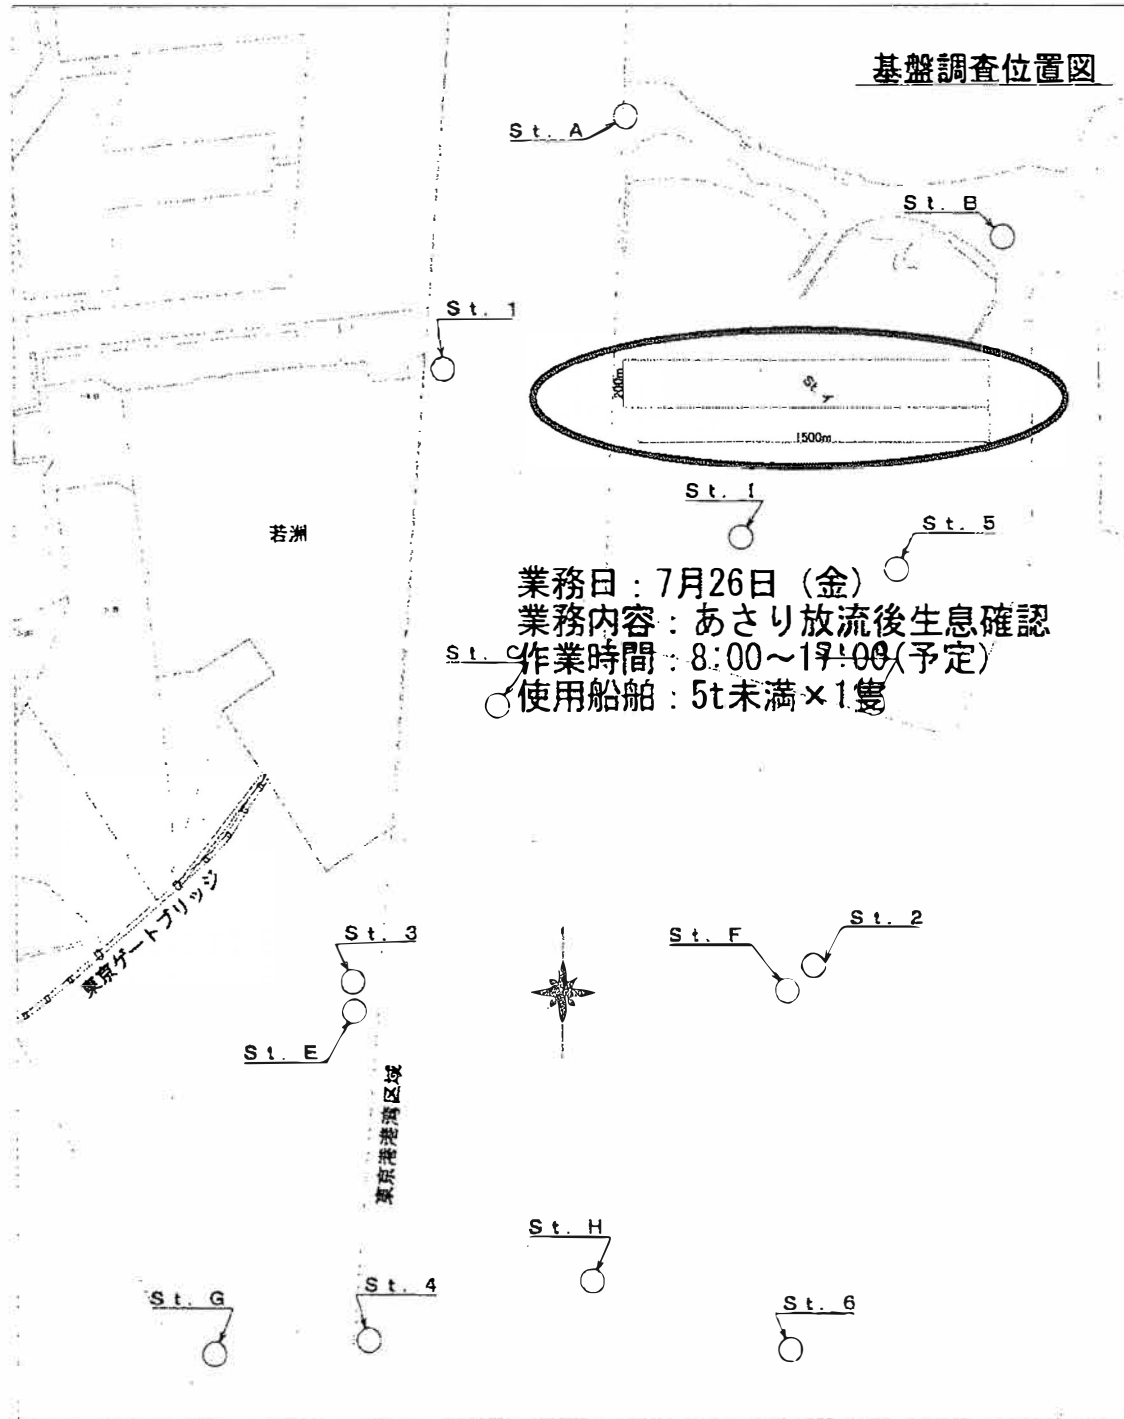 基盤調査位置図
St. A
St. B
St. 1
200m
St. Y
1500m
St. I
St. 5
若洲
業務日：7月26日（金）
業務内容：あさり放流後生息確認
St. C
作業時間：8:00～17:00(予定)
使用船舶：5t未満×1隻
東京ゲートブリッジ
St. 3
St. F
St. 2
St. E
東京港港湾区域
St. H
St. G
St. 4
St. 6